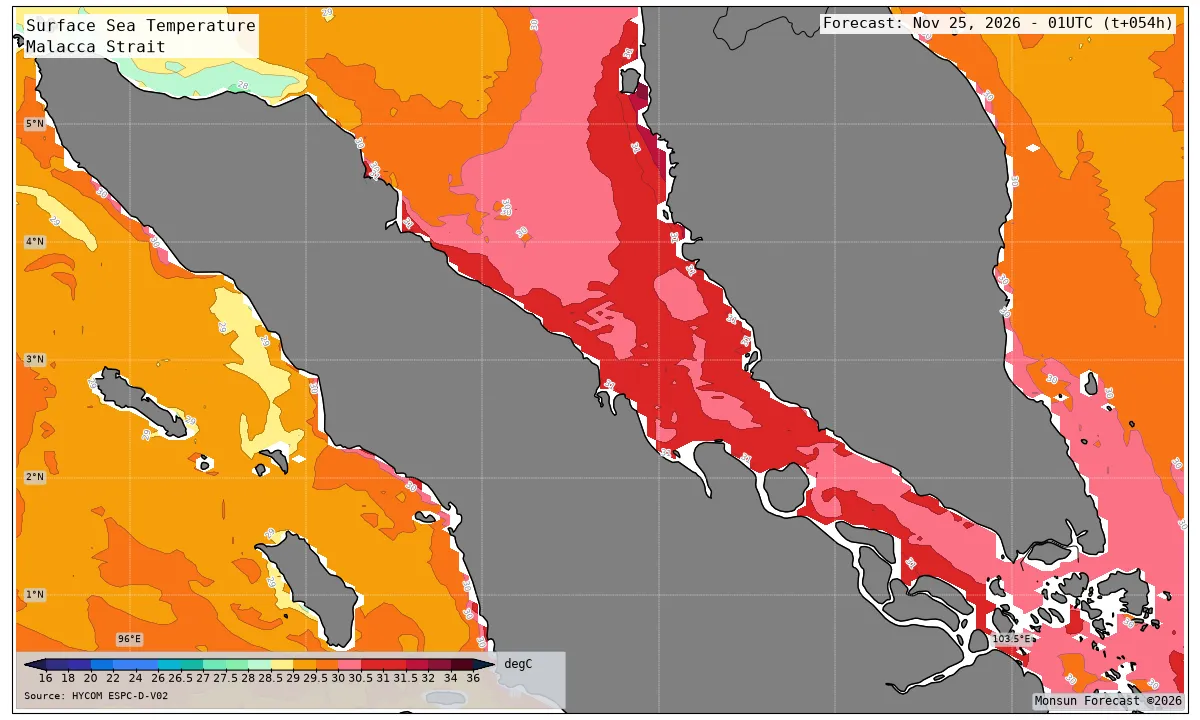 Surface Sea Temperature
Malacca Strait
Forecast: Nov 25, 2026 - 01UTC (t+054h)
5°N
4°N
3°N
2°N
1°N
96°E
103.5°E
degC
16 18 20 22 24 26 26.5 27 27.5 28 28.5 29 29.5 30 30.5 31 31.5 32 34 36
Source: HYCOM ESPC-D-V02
Monsun Forecast ©2026